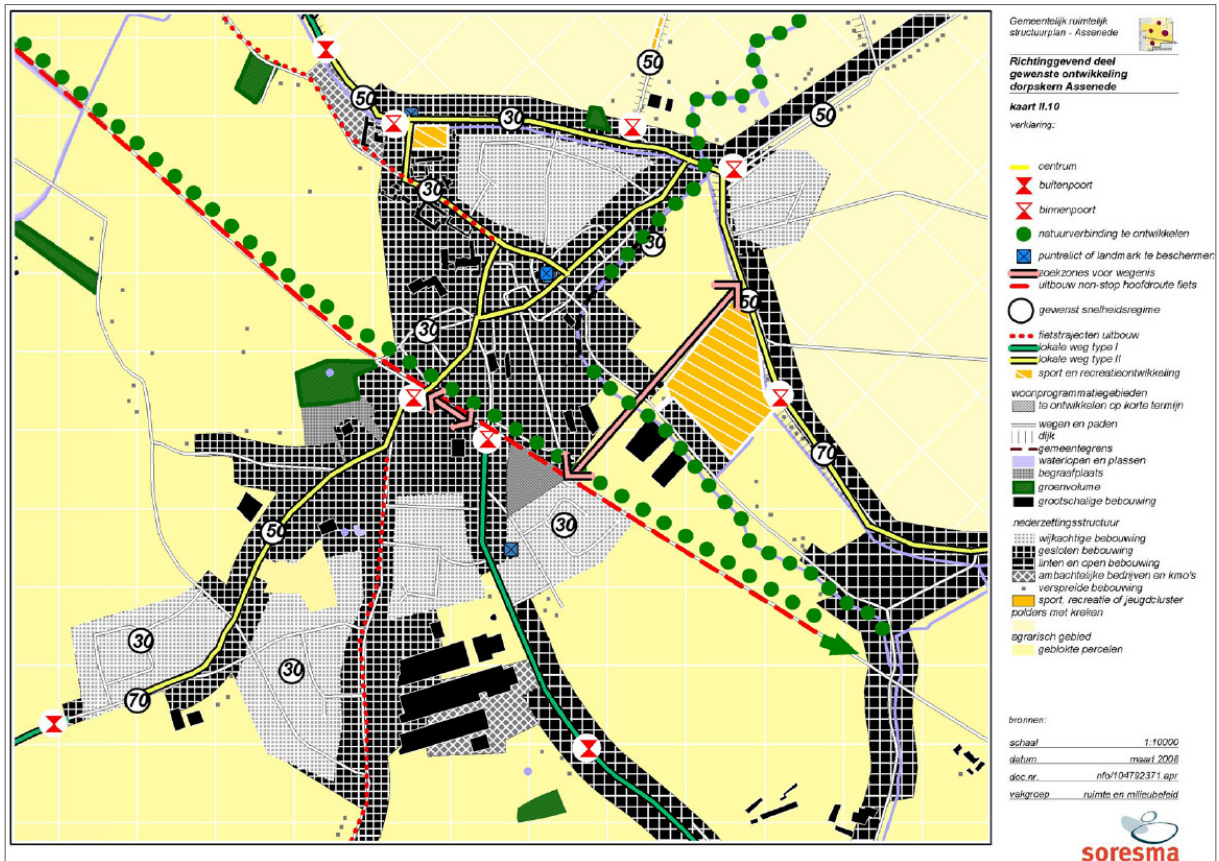 Gemeentelijk ruimtelijk
structuurplan - Assenede
Richtinggevend deel
gewenste ontwikkeling
dorpskern Assenede
kaart II.10
verklaring:
centrum
buitenpoort
binnenpoort
natuurverbinding te ontwikkelen
puntrelict of landmark te beschermen
zoekzones voor wegenis
uitbouw non-stop hoofdroute fiets
gewenst snelheidsregime
fietstrajecten uitbouw
lokale weg type I
lokale weg type II
sport en recreatieontwikkeling
woonprogrammatiegebieden
te ontwikkelen op korte termijn
wegen en paden
dijk
gemeentegrens
waterlopen en plassen
begraafplaats
groenvolume
grootschalige bebouwing
nederzettingsstructuur
wijkachtige bebouwing
gesloten bebouwing
linten en open bebouwing
ambachtelijke bedrijven en kmo's
verspreide bebouwing
sport, recreatie of jeugdcluster
polders met kreken
agrarisch gebied
geblokte percelen
bronnen:
schaal 1:10000
datum maart 2008
doc.nr. nfo/104792371.apr
vakgroep ruimte en milieubeleid
soresma
50
50
30
50
30
30
30
50
70
50
30
30
30
70